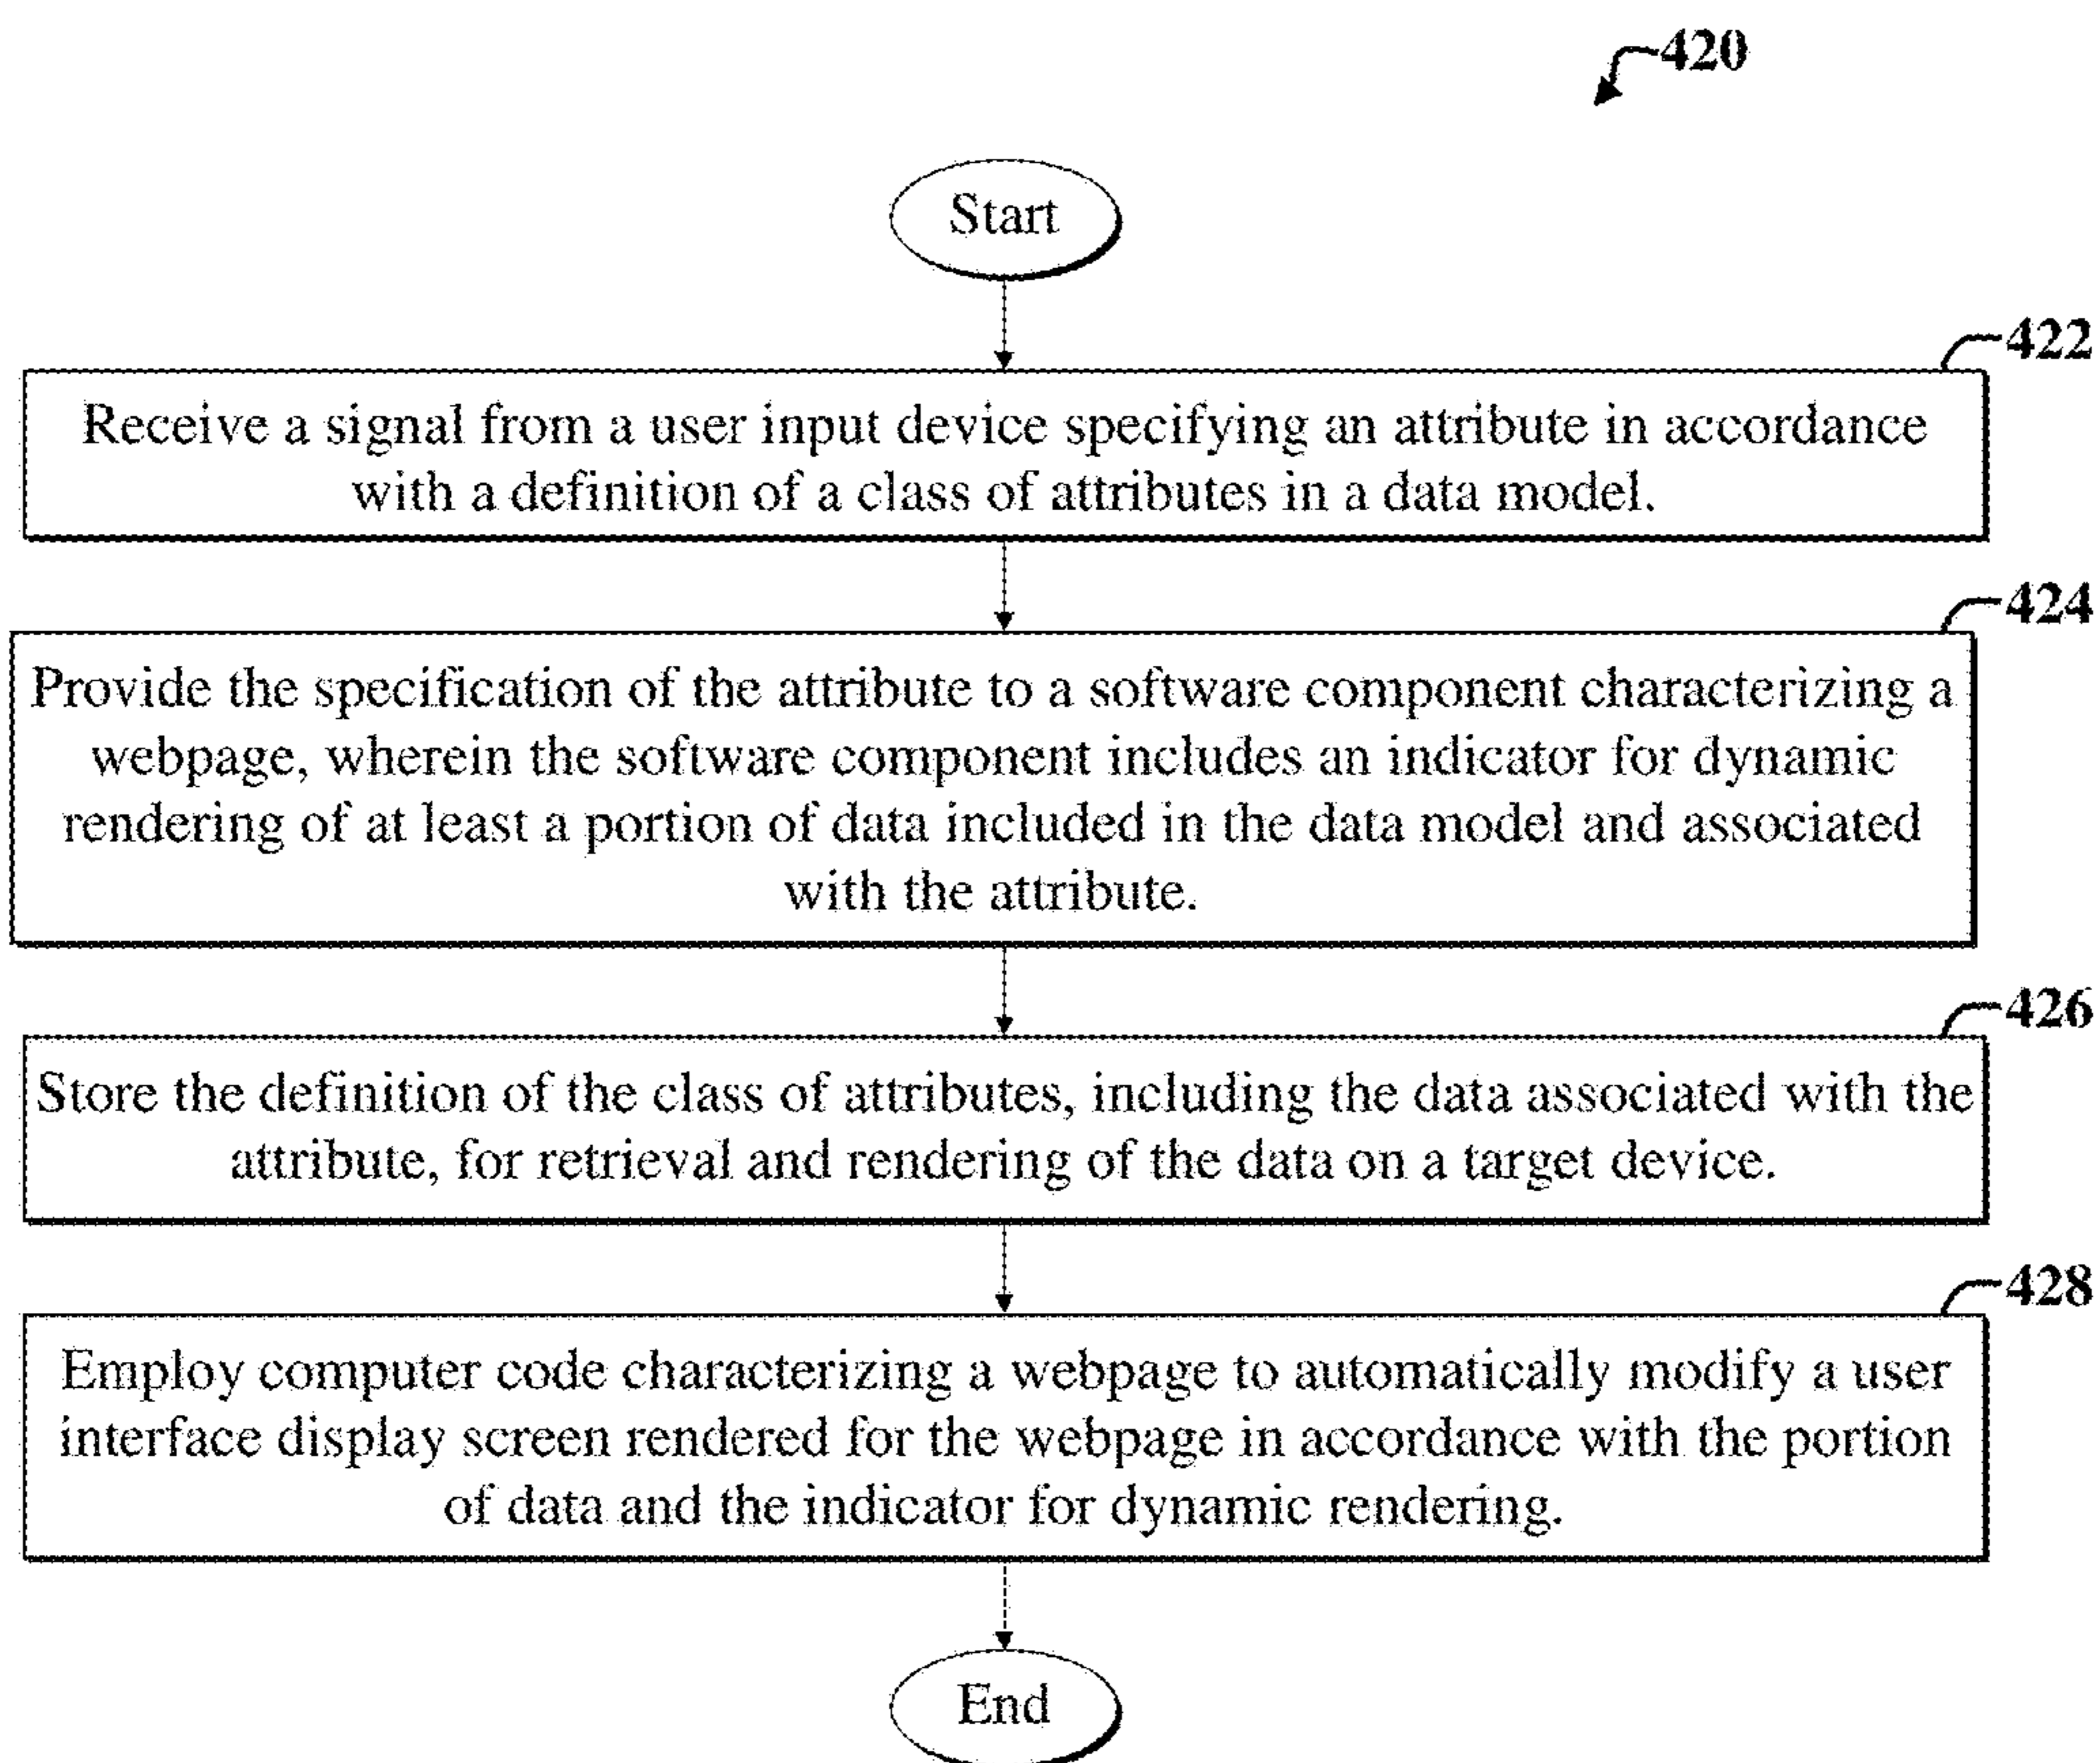 420
Start
422
Receive a signal from a user input device specifying an attribute in accordance
with a definition of a class of attributes in a data model.
424
Provide the specification of the attribute to a software component characterizing a
webpage, wherein the software component includes an indicator for dynamic
rendering of at least a portion of data included in the data model and associated
with the attribute.
426
Store the definition of the class of attributes, including the data associated with the
attribute, for retrieval and rendering of the data on a target device.
428
Employ computer code characterizing a webpage to automatically modify a user
interface display screen rendered for the webpage in accordance with the portion
of data and the indicator for dynamic rendering.
End